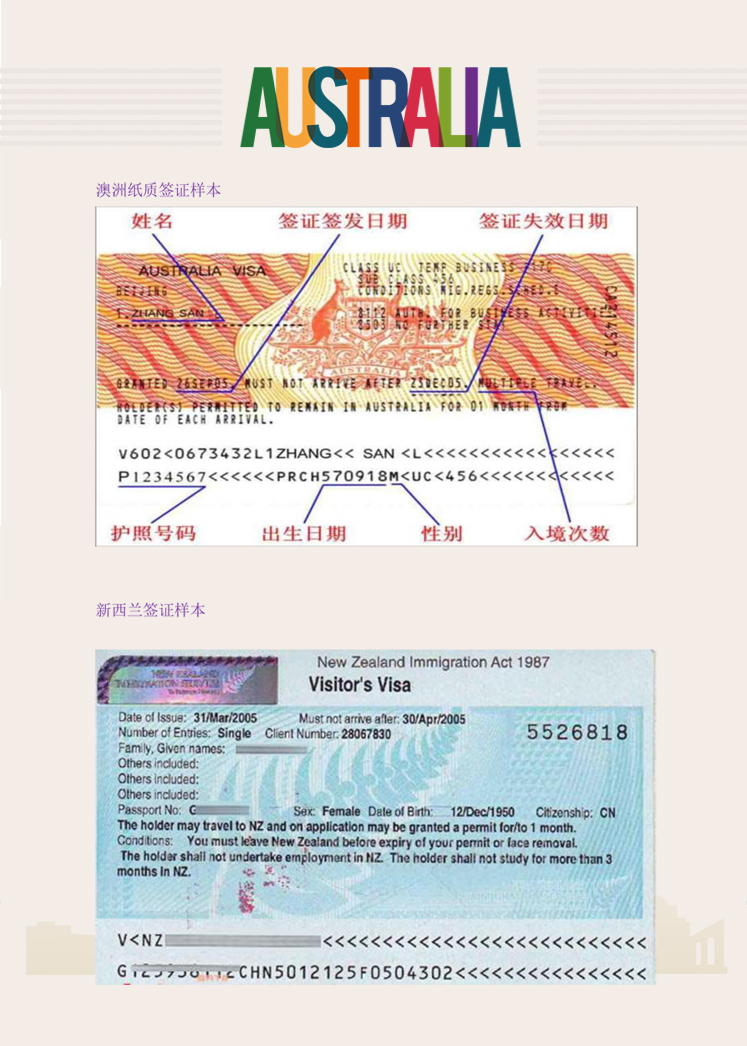 AUSTRALIA
澳洲纸质签证样本
姓名 签证签发日期 签证失效日期
AUSTRALIA VISA CLASS UC TEMP BUSINESS
BEIJING SUB CLASS 456
CONDITIONS MIG.REGS.SCHED.8
1.ZHANG SAN 8112 AUTH. FOR BUSINESS ACTIVITIES
8503 NO FURTHER STAY
AUSTRALIA
GRANTED 26SEP05. MUST NOT ARRIVE AFTER 25DEC05. MULTIPLE TRAVEL.
HOLDER(S) PERMITTED TO REMAIN IN AUSTRALIA FOR 01 MONTH FROM
DATE OF EACH ARRIVAL.
V602<0673432L1ZHANG<< SAN <L<<<<<<<<<<<<<<<<<<
P1234567<<<<<<PRCH570918M<UC<456<<<<<<<<<<<<
护照号码 出生日期 性别 入境次数
新西兰签证样本
NEW ZEALAND
IMMIGRATION SERVICE
New Zealand Immigration Act 1987
Visitor's Visa
Date of Issue: 31/Mar/2005 Must not arrive after: 30/Apr/2005
Number of Entries: Single Client Number: 28067830
5526818
Family, Given names:
Others included:
Others included:
Others included:
Passport No: G Sex: Female Date of Birth: 12/Dec/1950 Citizenship: CN
The holder may travel to NZ and on application may be granted a permit for/to 1 month.
Conditions: You must leave New Zealand before expiry of your permit or face removal.
The holder shall not undertake employment in NZ. The holder shall not study for more than 3
months in NZ.
V<NZ <<<<<<<<<<<<<<<<<<<<<<<<<<<
CHN5012125F0504302<<<<<<<<<<<<<<<<